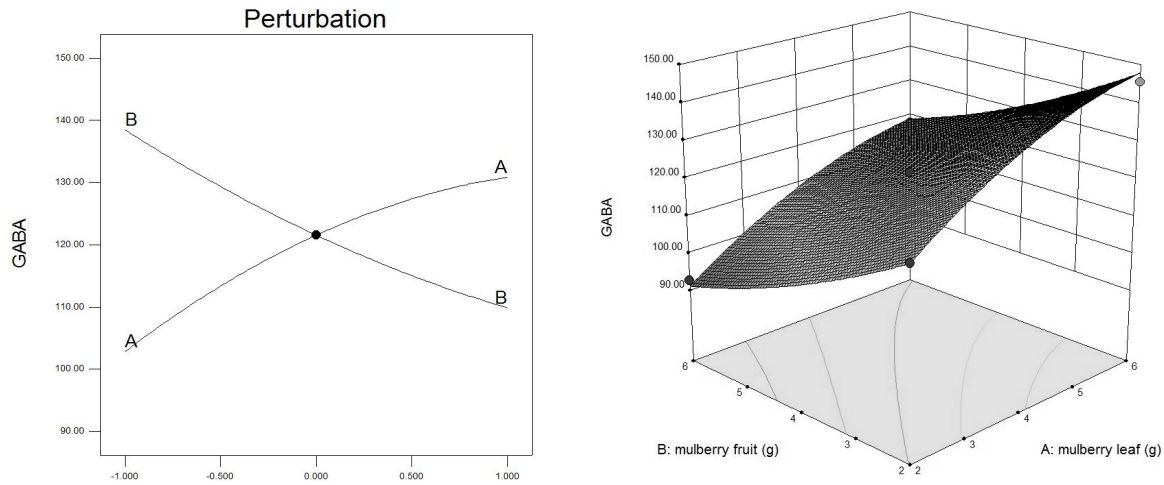 Perturbation
150.00
140.00
130.00
120.00
110.00
100.00
90.00
GABA
B
A
A
B
-1.000 -0.500 0.000 0.500 1.000
150.00
140.00
130.00
120.00
110.00
100.00
90.00
GABA
6 5 4 3 2
2 3 4 5 6
B: mulberry fruit (g)
A: mulberry leaf (g)